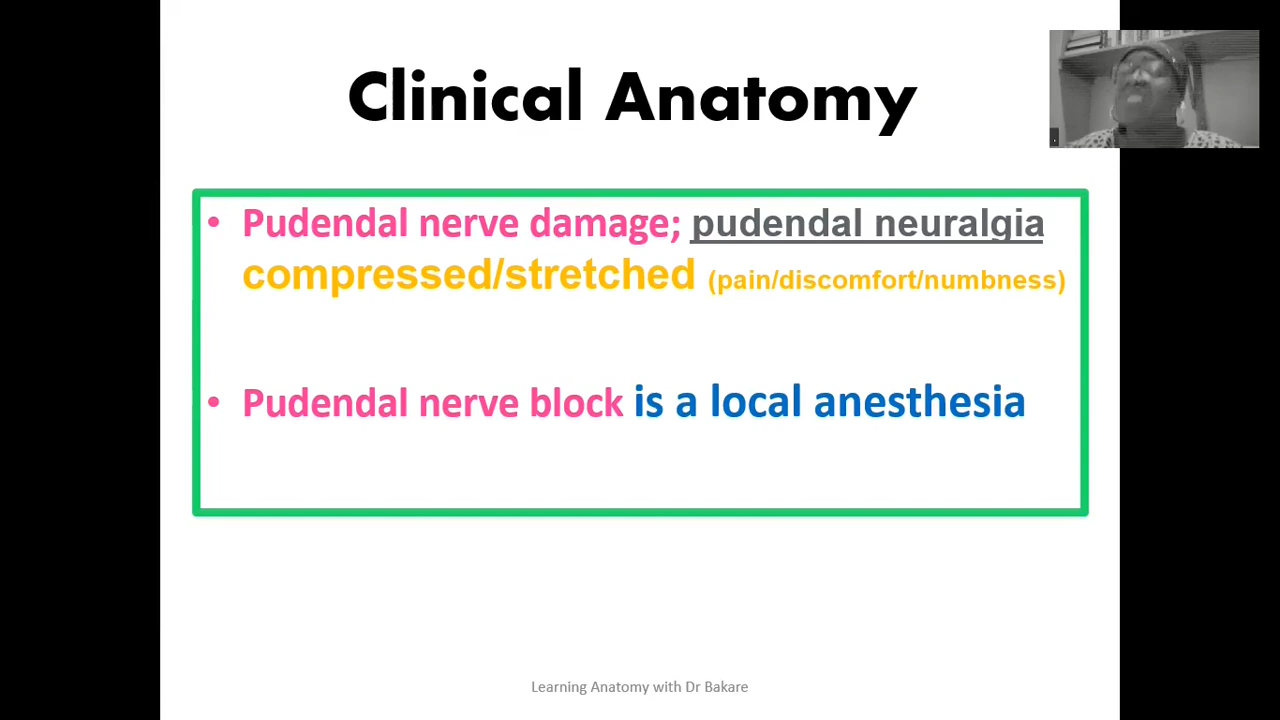 Clinical Anatomy
• Pudendal nerve damage; pudendal neuralgia
compressed/stretched (pain/discomfort/numbness)
• Pudendal nerve block is a local anesthesia
Learning Anatomy with Dr Bakare